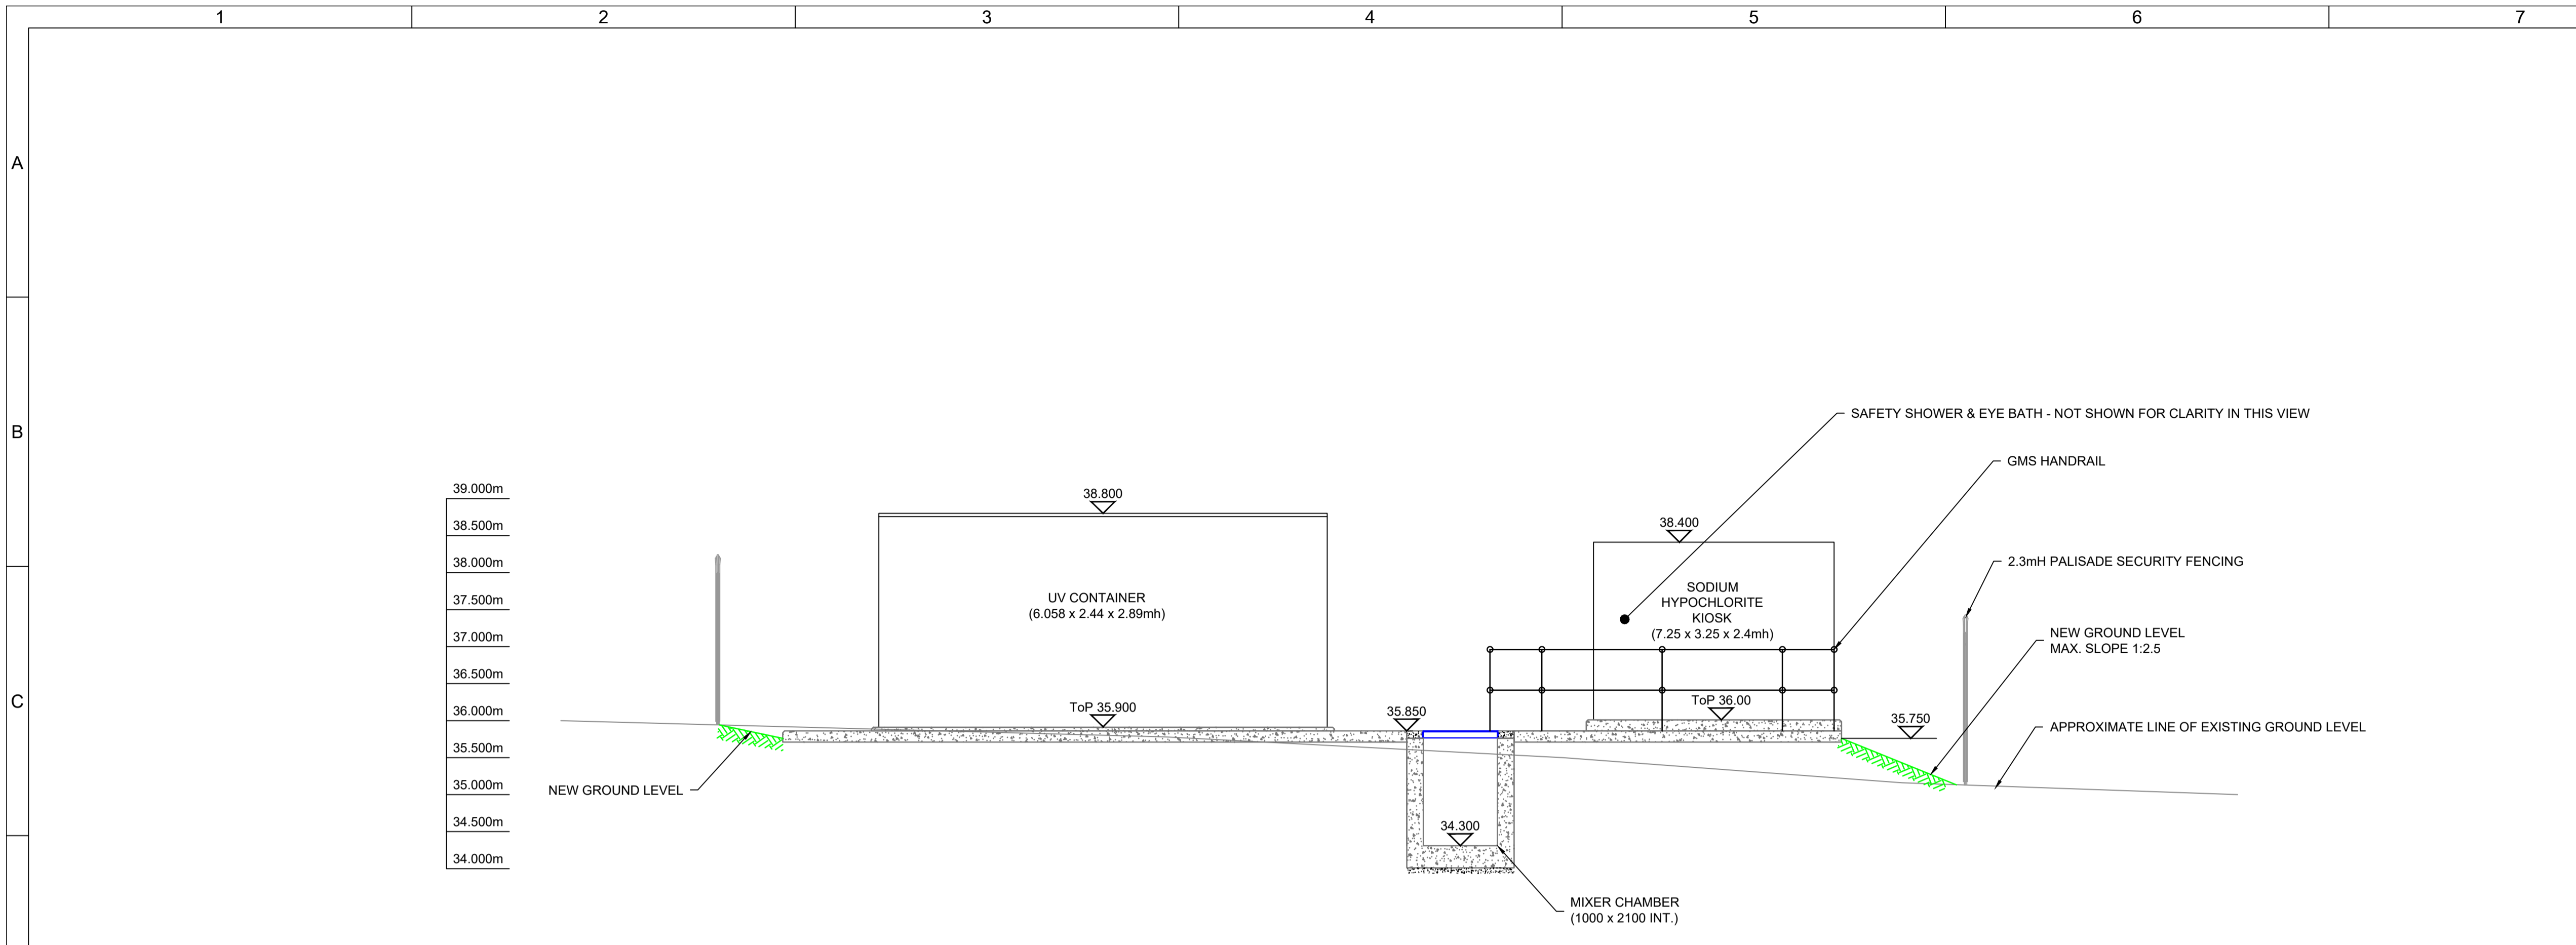 1
2
3
4
5
6
7
A
B
C
SAFETY SHOWER & EYE BATH - NOT SHOWN FOR CLARITY IN THIS VIEW
GMS HANDRAIL
39.000m
38.500m
38.000m
37.500m
37.000m
36.500m
36.000m
35.500m
35.000m
34.500m
34.000m
38.800
UV CONTAINER
(6.058 x 2.44 x 2.89mh)
ToP 35.900
38.400
SODIUM
HYPOCHLORITE
KIOSK
(7.25 x 3.25 x 2.4mh)
ToP 36.00
2.3mH PALISADE SECURITY FENCING
NEW GROUND LEVEL
MAX. SLOPE 1:2.5
35.850
35.750
APPROXIMATE LINE OF EXISTING GROUND LEVEL
NEW GROUND LEVEL
34.300
MIXER CHAMBER
(1000 x 2100 INT.)